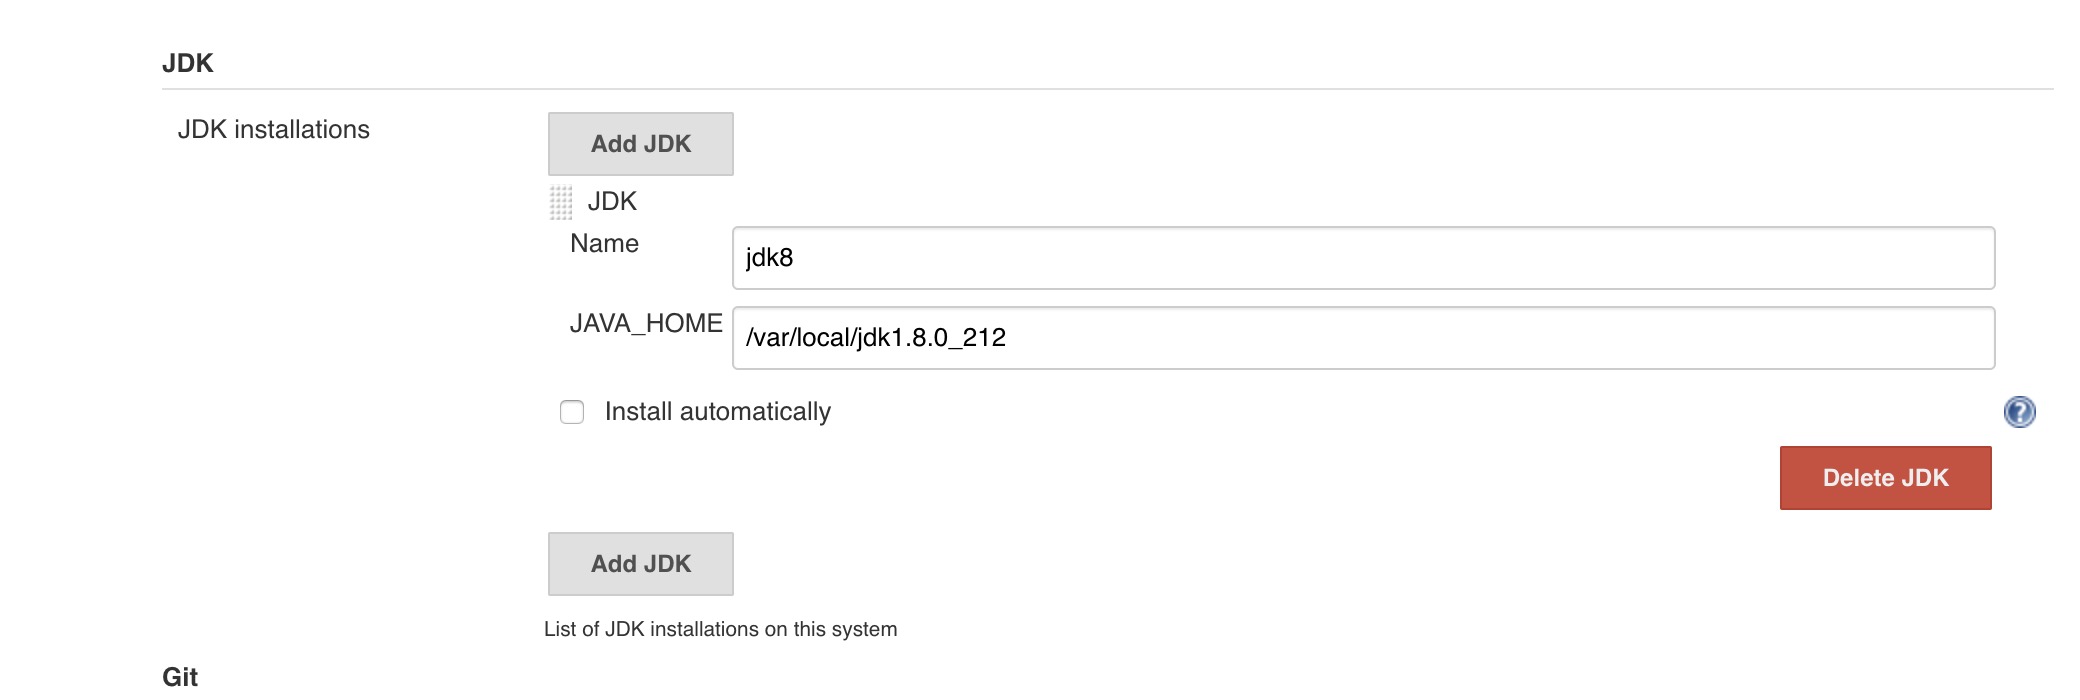 JDK
JDK installations
Add JDK
JDK
Name
jdk8
JAVA_HOME
/var/local/jdk1.8.0_212
Install automatically
?
Delete JDK
Add JDK
List of JDK installations on this system
Git